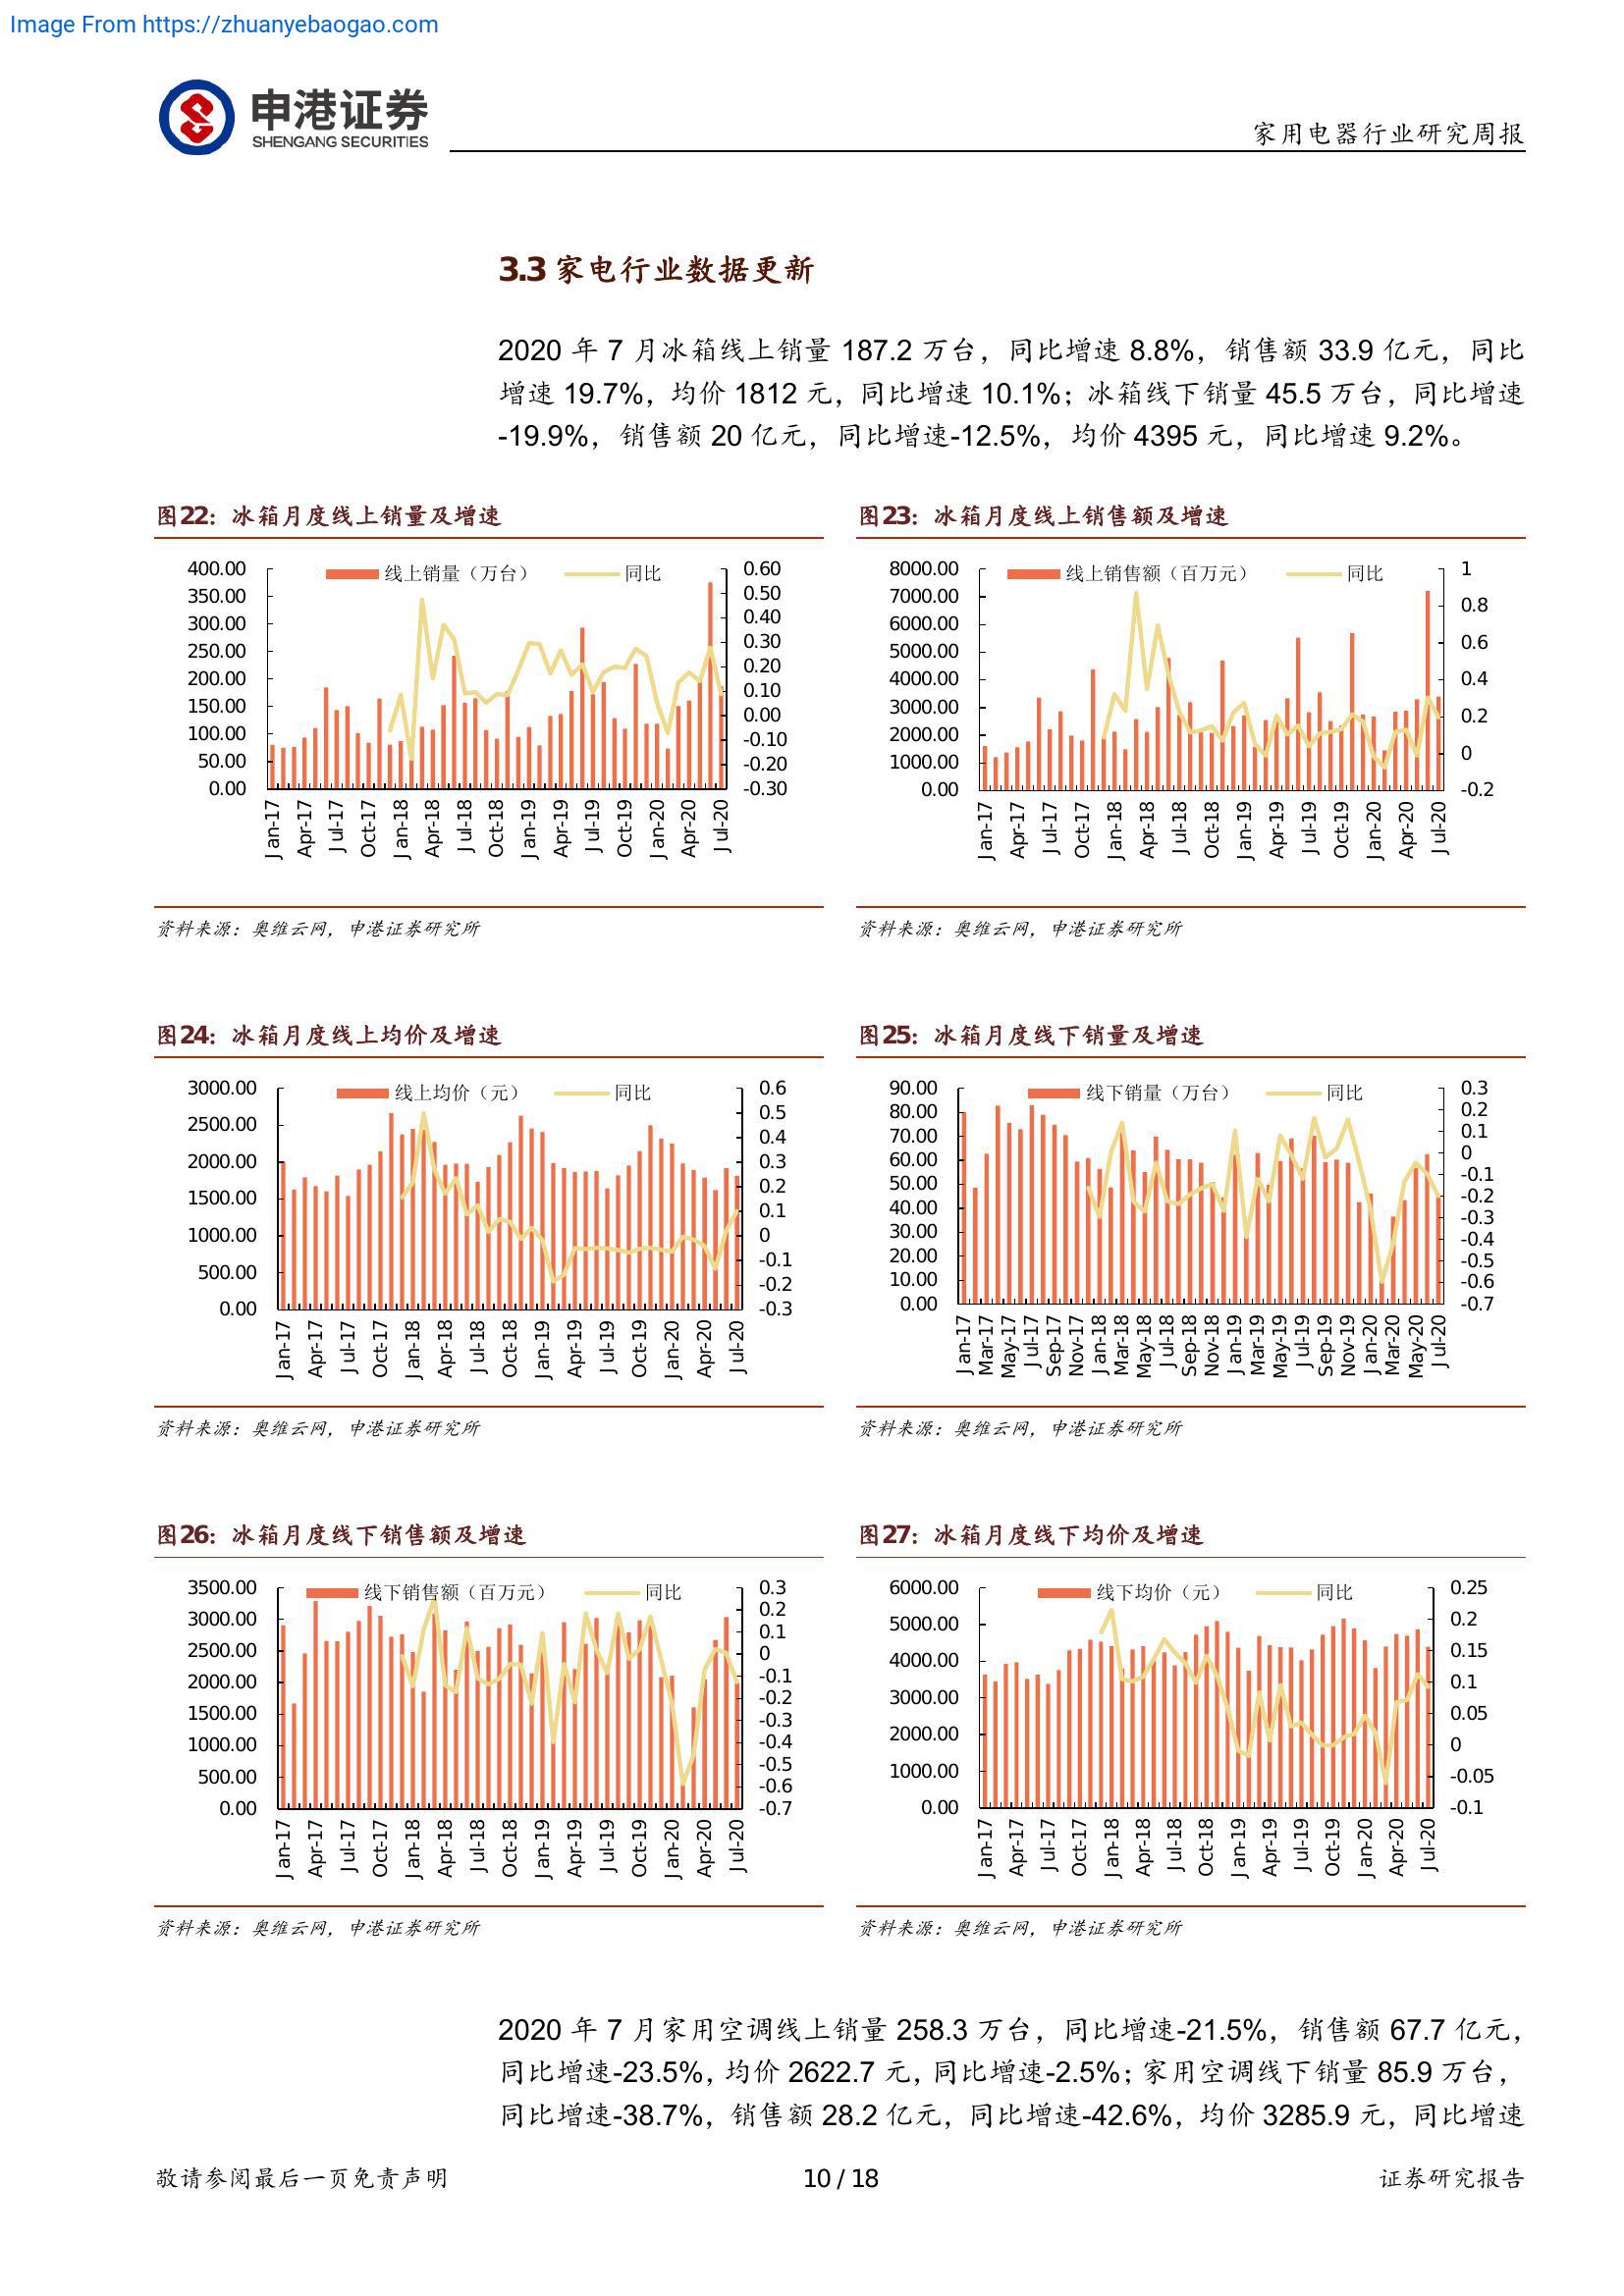 Image From https://zhuanyebaogao.com
申港证券
SHENGANG SECURITIES
家用电器行业研究周报
3.3 家电行业数据更新
2020 年 7 月冰箱线上销量 187.2 万台，同比增速 8.8%，销售额 33.9 亿元，同比
增速 19.7%，均价 1812 元，同比增速 10.1%；冰箱线下销量 45.5 万台，同比增速
-19.9%，销售额 20 亿元，同比增速-12.5%，均价 4395 元，同比增速 9.2%。
图22：冰箱月度线上销量及增速
线上销量（万台） 同比
400.00 0.60
350.00 0.50
300.00 0.40
250.00 0.30
200.00 0.20
150.00 0.10
100.00 0.00
50.00 -0.10
0.00 -0.20
-0.30
Jan-17 Apr-17 Jul-17 Oct-17 Jan-18 Apr-18 Jul-18 Oct-18 Jan-19 Apr-19 Jul-19 Oct-19 Jan-20 Apr-20 Jul-20
资料来源：奥维云网，申港证券研究所
图23：冰箱月度线上销售额及增速
线上销售额（百万元） 同比
8000.00 1
7000.00 0.8
6000.00 0.6
5000.00 0.4
4000.00 0.2
3000.00 0
2000.00 -0.2
1000.00
0.00
Jan-17 Apr-17 Jul-17 Oct-17 Jan-18 Apr-18 Jul-18 Oct-18 Jan-19 Apr-19 Jul-19 Oct-19 Jan-20 Apr-20 Jul-20
资料来源：奥维云网，申港证券研究所
图24：冰箱月度线上均价及增速
线上均价（元） 同比
3000.00 0.6
2500.00 0.5
2000.00 0.4
1500.00 0.3
1000.00 0.2
500.00 0.1
0.00 0
-0.1
-0.2
-0.3
Jan-17 Apr-17 Jul-17 Oct-17 Jan-18 Apr-18 Jul-18 Oct-18 Jan-19 Apr-19 Jul-19 Oct-19 Jan-20 Apr-20 Jul-20
资料来源：奥维云网，申港证券研究所
图25：冰箱月度线下销量及增速
线下销量（万台） 同比
90.00 0.3
80.00 0.2
70.00 0.1
60.00 0
50.00 -0.1
40.00 -0.2
30.00 -0.3
20.00 -0.4
10.00 -0.5
0.00 -0.6
-0.7
Jan-17 Mar-17 May-17 Jul-17 Sep-17 Nov-17 Jan-18 Mar-18 May-18 Jul-18 Sep-18 Nov-18 Jan-19 Mar-19 May-19 Jul-19 Sep-19 Nov-19 Jan-20 Mar-20 May-20 Jul-20
资料来源：奥维云网，申港证券研究所
图26：冰箱月度线下销售额及增速
线下销售额（百万元） 同比
3500.00 0.3
3000.00 0.2
2500.00 0.1
2000.00 0
1500.00 -0.1
1000.00 -0.2
500.00 -0.3
0.00 -0.4
-0.5
-0.6
-0.7
Jan-17 Apr-17 Jul-17 Oct-17 Jan-18 Apr-18 Jul-18 Oct-18 Jan-19 Apr-19 Jul-19 Oct-19 Jan-20 Apr-20 Jul-20
资料来源：奥维云网，申港证券研究所
图27：冰箱月度线下均价及增速
线下均价（元） 同比
6000.00 0.25
5000.00 0.2
4000.00 0.15
3000.00 0.1
2000.00 0.05
1000.00 0
0.00 -0.05
-0.1
Jan-17 Apr-17 Jul-17 Oct-17 Jan-18 Apr-18 Jul-18 Oct-18 Jan-19 Apr-19 Jul-19 Oct-19 Jan-20 Apr-20 Jul-20
资料来源：奥维云网，申港证券研究所
2020 年 7 月家用空调线上销量 258.3 万台，同比增速-21.5%，销售额 67.7 亿元，
同比增速-23.5%，均价 2622.7 元，同比增速-2.5%；家用空调线下销量 85.9 万台，
同比增速-38.7%，销售额 28.2 亿元，同比增速-42.6%，均价 3285.9 元，同比增速
敬请参阅最后一页免责声明
10 / 18
证券研究报告